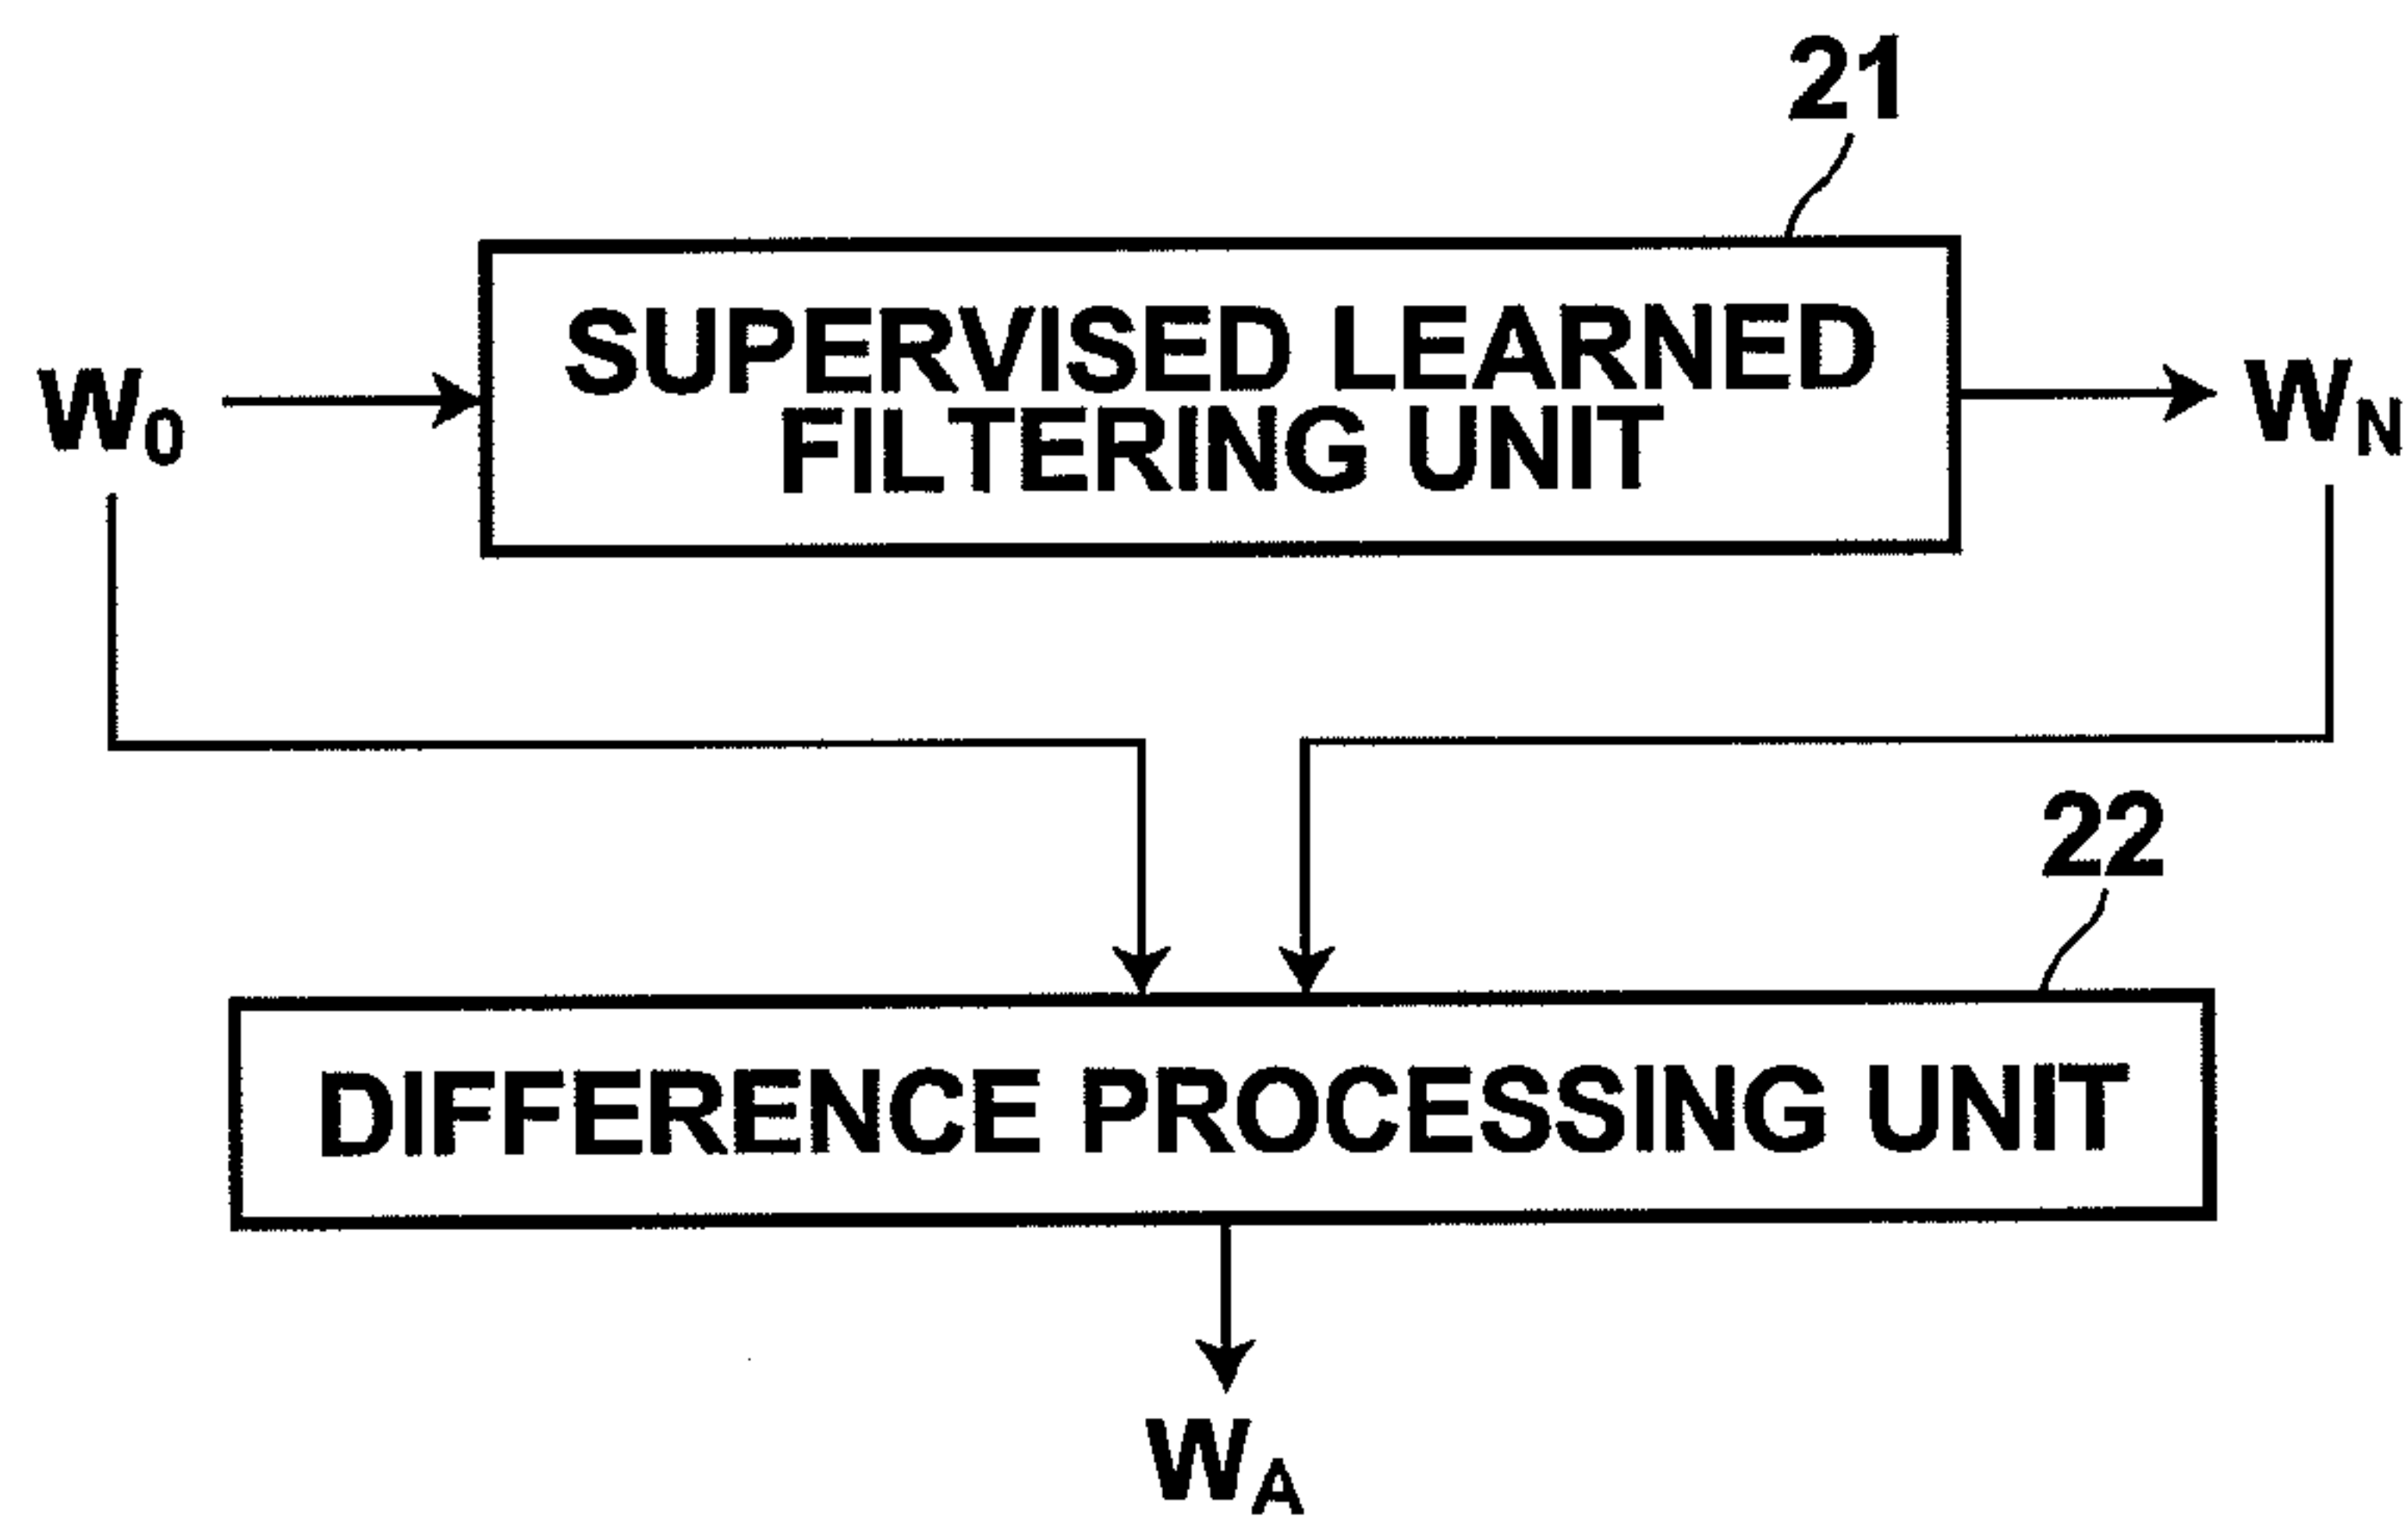 21
SUPERVISED LEARNED
FILTERING UNIT
W0
WN
22
DIFFERENCE PROCESSING UNIT
WA